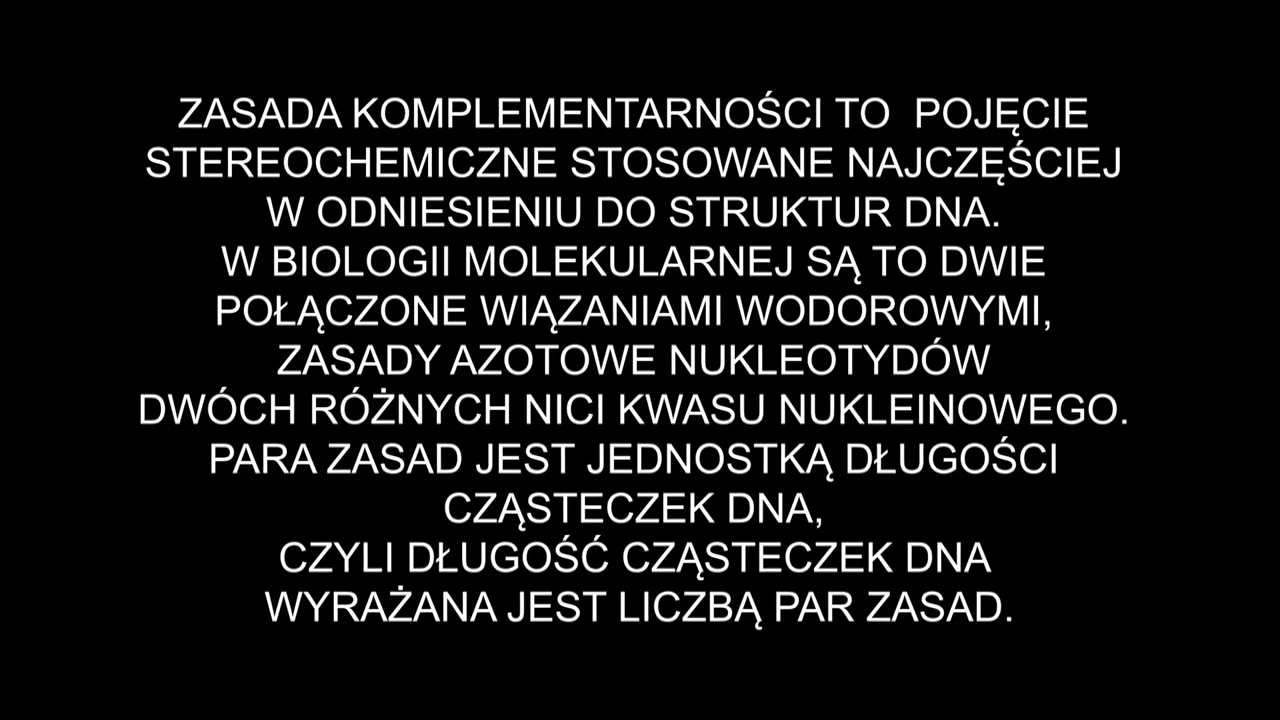 ZASADA KOMPLEMENTARNOŚCI TO  POJĘCIE
STEREOCHEMICZNE STOSOWANE NAJCZĘŚCIEJ
W ODNIESIENIU DO STRUKTUR DNA.
W BIOLOGII MOLEKULARNEJ SĄ TO DWIE
POŁĄCZONE WIĄZANIAMI WODOROWYMI,
ZASADY AZOTOWE NUKLEOTYDÓW
DWÓCH RÓŻNYCH NICI KWASU NUKLEINOWEGO.
PARA ZASAD JEST JEDNOSTKĄ DŁUGOŚCI
CZĄSTECZEK DNA,
CZYLI DŁUGOŚĆ CZĄSTECZEK DNA
WYRAŻANA JEST LICZBĄ PAR ZASAD.